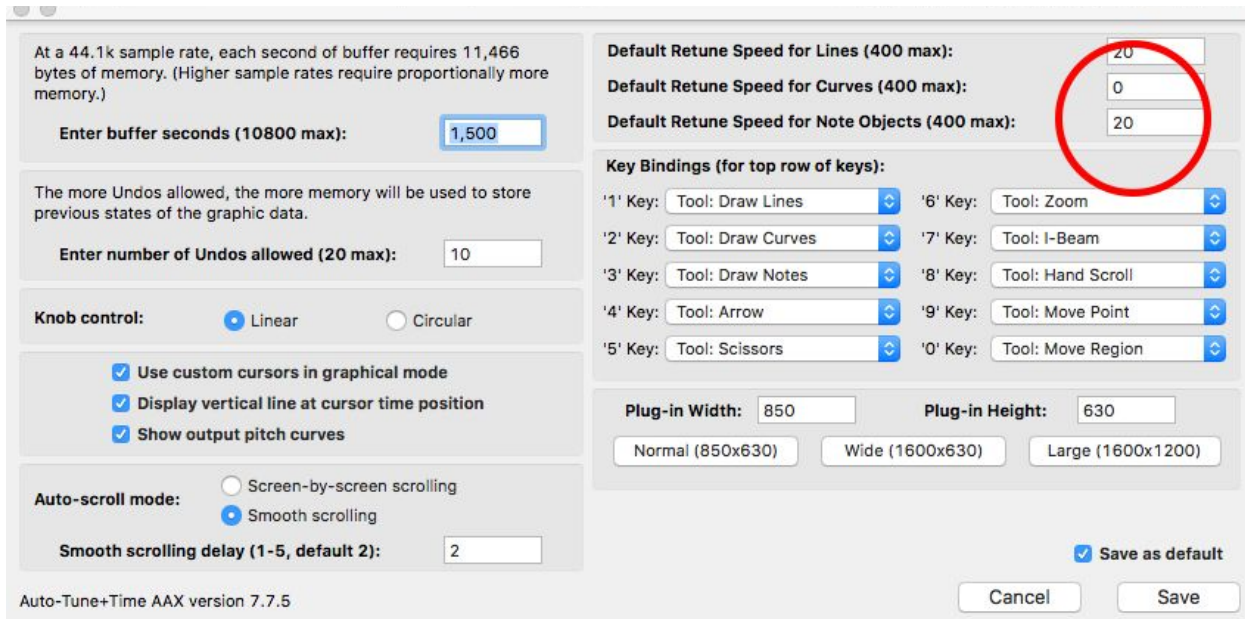 At a 44.1k sample rate, each second of buffer requires 11,466
bytes of memory. (Higher sample rates require proportionally more
memory.)
Enter buffer seconds (10800 max): 1,500
The more Undos allowed, the more memory will be used to store
previous states of the graphic data.
Enter number of Undos allowed (20 max): 10
Knob control: Linear Circular
Use custom cursors in graphical mode
Display vertical line at cursor time position
Show output pitch curves
Auto-scroll mode: Screen-by-screen scrolling
Smooth scrolling
Smooth scrolling delay (1-5, default 2): 2
Auto-Tune+Time AAX version 7.7.5
Default Retune Speed for Lines (400 max): 20
Default Retune Speed for Curves (400 max): 0
Default Retune Speed for Note Objects (400 max): 20
Key Bindings (for top row of keys):
'1' Key: Tool: Draw Lines '6' Key: Tool: Zoom
'2' Key: Tool: Draw Curves '7' Key: Tool: I-Beam
'3' Key: Tool: Draw Notes '8' Key: Tool: Hand Scroll
'4' Key: Tool: Arrow '9' Key: Tool: Move Point
'5' Key: Tool: Scissors '0' Key: Tool: Move Region
Plug-in Width: 850 Plug-in Height: 630
Normal (850x630) Wide (1600x630) Large (1600x1200)
Save as default
Cancel Save